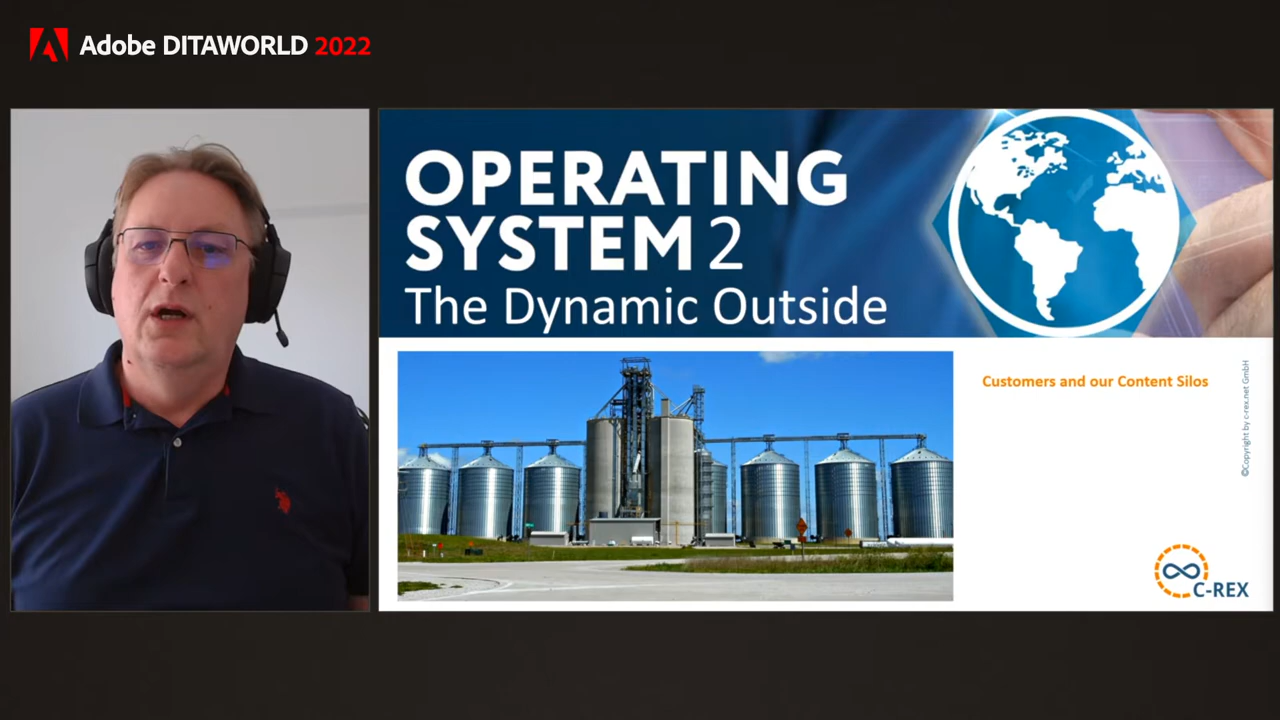 Adobe DITAWORLD 2022
OPERATING
SYSTEM 2
The Dynamic Outside
Customers and our Content Silos
©Copyright by c-rex.net GmbH
C-REX